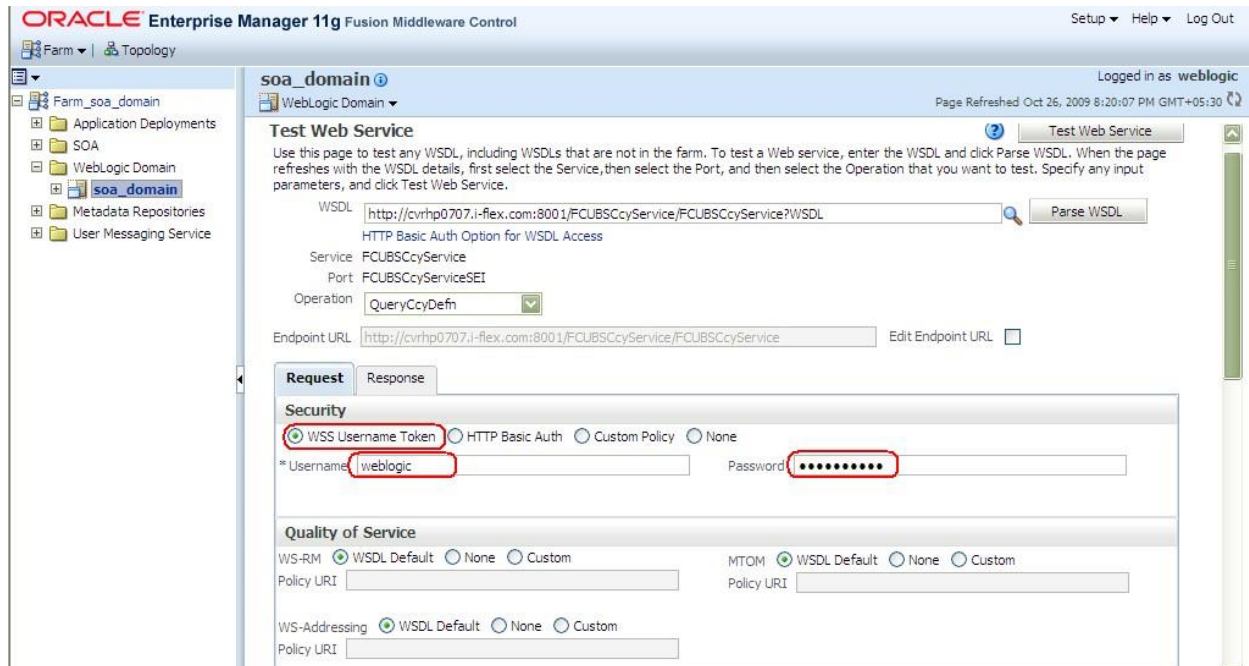 ORACLE Enterprise Manager 11g Fusion Middleware Control
Setup Help Log Out
Farm | Topology
Farm_soa_domain
Application Deployments
SOA
WebLogic Domain
soa_domain
Metadata Repositories
User Messaging Service
soa_domain
Logged in as weblogic
WebLogic Domain
Page Refreshed Oct 26, 2009 8:20:07 PM GMT+05:30
Test Web Service
Test Web Service
Use this page to test any WSDL, including WSDLs that are not in the farm. To test a Web service, enter the WSDL and click Parse WSDL. When the page
refreshes with the WSDL details, first select the Service,then select the Port, and then select the Operation that you want to test. Specify any input
parameters, and click Test Web Service.
WSDL http://cvrhp0707.i-flex.com:8001/FCUBSCcyService/FCUBSCcyService?WSDL Parse WSDL
HTTP Basic Auth Option for WSDL Access
Service FCUBSCcyService
Port FCUBSCcyServiceSEI
Operation QueryCcyDefn
Endpoint URL http://cvrhp0707.i-flex.com:8001/FCUBSCcyService/FCUBSCcyService Edit Endpoint URL
Request Response
Security
WSS Username Token HTTP Basic Auth Custom Policy None
* Username weblogic Password ••••••••••
Quality of Service
WS-RM WSDL Default None Custom MTOM WSDL Default None Custom
Policy URI Policy URI
WS-Addressing WSDL Default None Custom
Policy URI